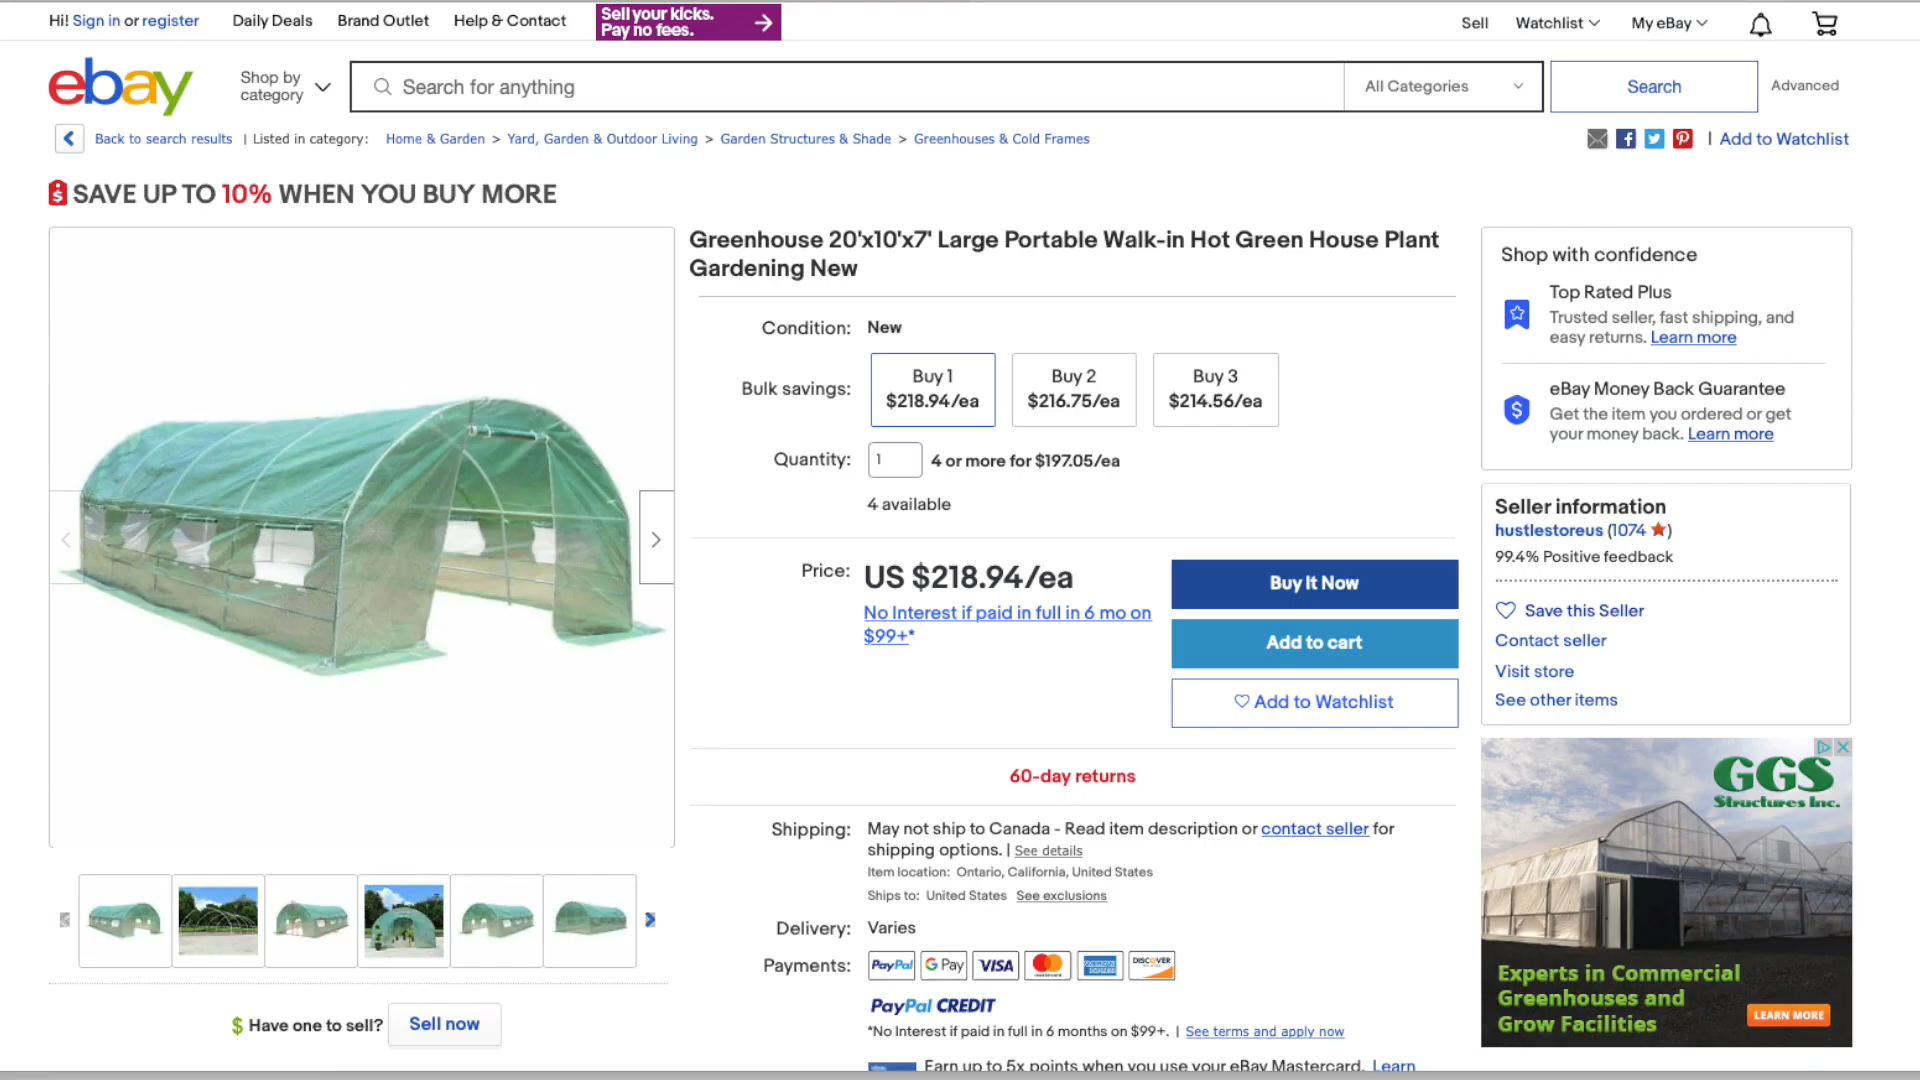 Hi! Sign in or register
Daily Deals
Brand Outlet
Help & Contact
Sell your kicks.
Pay no fees.
Sell
Watchlist
My eBay
ebay
Shop by
category
Search for anything
All Categories
Search
Advanced
Back to search results | Listed in category: Home & Garden > Yard, Garden & Outdoor Living > Garden Structures & Shade > Greenhouses & Cold Frames
| Add to Watchlist
SAVE UP TO 10% WHEN YOU BUY MORE
Greenhouse 20'x10'x7' Large Portable Walk-in Hot Green House Plant
Gardening New
Condition: New
Bulk savings:
Buy 1
$218.94/ea
Buy 2
$216.75/ea
Buy 3
$214.56/ea
Quantity: 1 4 or more for $197.05/ea
4 available
Price: US $218.94/ea
No Interest if paid in full in 6 mo on
$99+*
Buy It Now
Add to cart
Add to Watchlist
60-day returns
Shipping: May not ship to Canada - Read item description or contact seller for
shipping options. | See details
Item location: Ontario, California, United States
Ships to: United States See exclusions
Delivery: Varies
Payments: PayPal G Pay VISA mastercard AMERICAN EXPRESS DISCOVER
PayPal CREDIT
*No Interest if paid in full in 6 months on $99+. | See terms and apply now
Earn up to 5x points when you use your eBay Mastercard. Learn
$ Have one to sell? Sell now
Shop with confidence
Top Rated Plus
Trusted seller, fast shipping, and
easy returns. Learn more
eBay Money Back Guarantee
Get the item you ordered or get
your money back. Learn more
Seller information
hustlestoreus (1074)
99.4% Positive feedback
Save this Seller
Contact seller
Visit store
See other items
GGS
Structures Inc.
Experts in Commercial
Greenhouses and
Grow Facilities
LEARN MORE